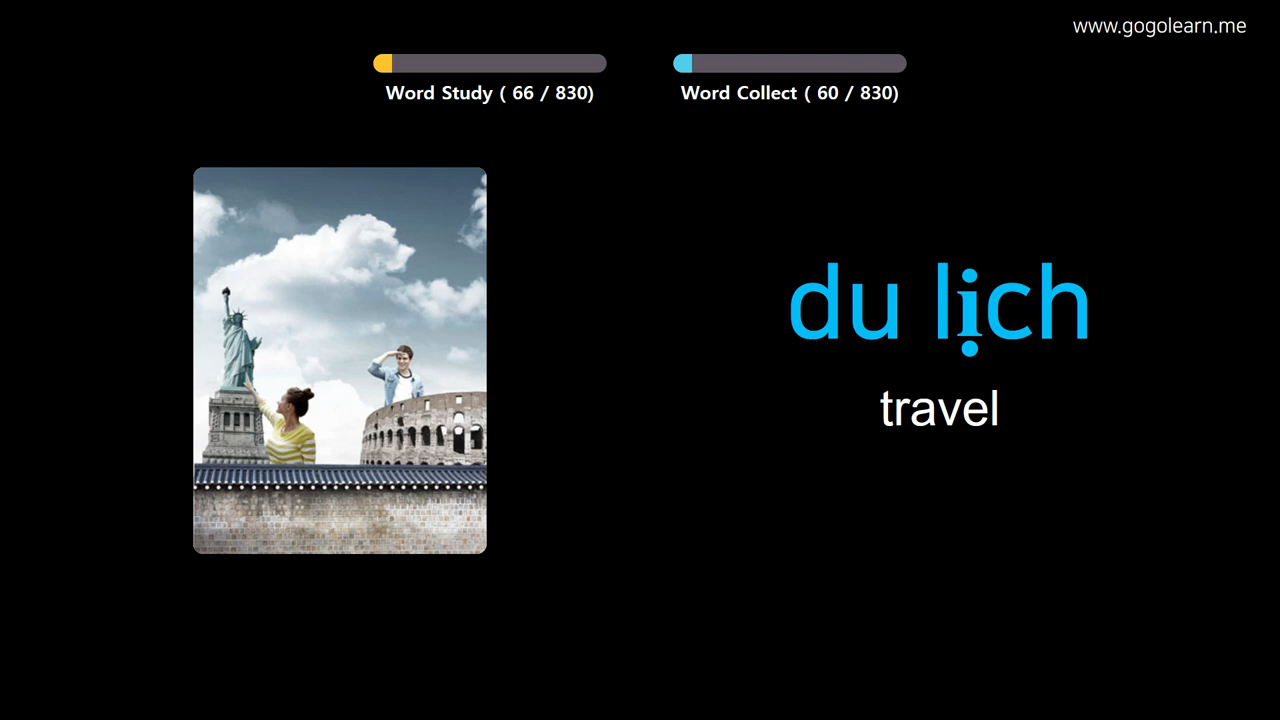 www.gogolearn.me
Word Study ( 66 / 830)
Word Collect ( 60 / 830)
du lịch
travel